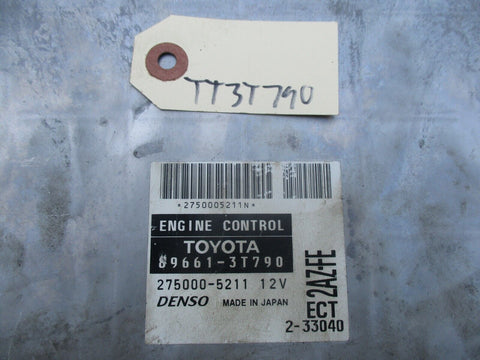 TT3T790
*2750005211N*
ENGINE CONTROL
TOYOTA
89661-3T790
275000-5211 12V
DENSO MADE IN JAPAN
2AZ-FE
ECT
2-33040